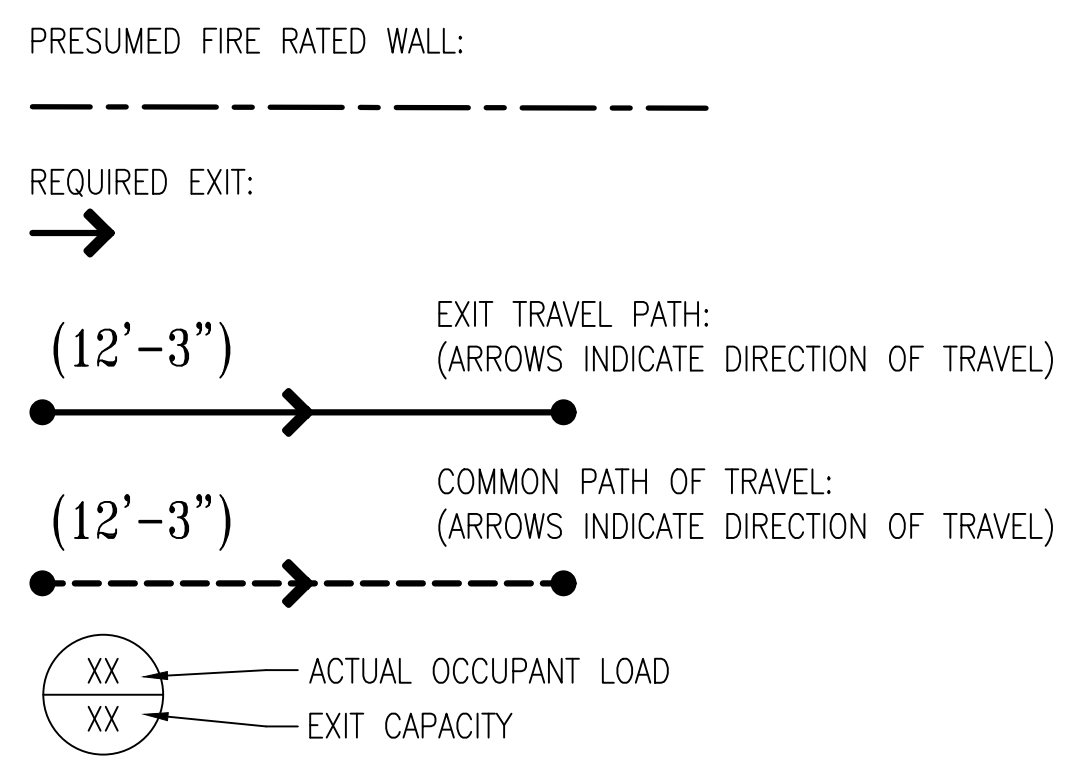 PRESUMED FIRE RATED WALL:
REQUIRED EXIT:
(12'-3")
EXIT TRAVEL PATH:
(ARROWS INDICATE DIRECTION OF TRAVEL)
(12'-3")
COMMON PATH OF TRAVEL:
(ARROWS INDICATE DIRECTION OF TRAVEL)
XX
ACTUAL OCCUPANT LOAD
XX
EXIT CAPACITY